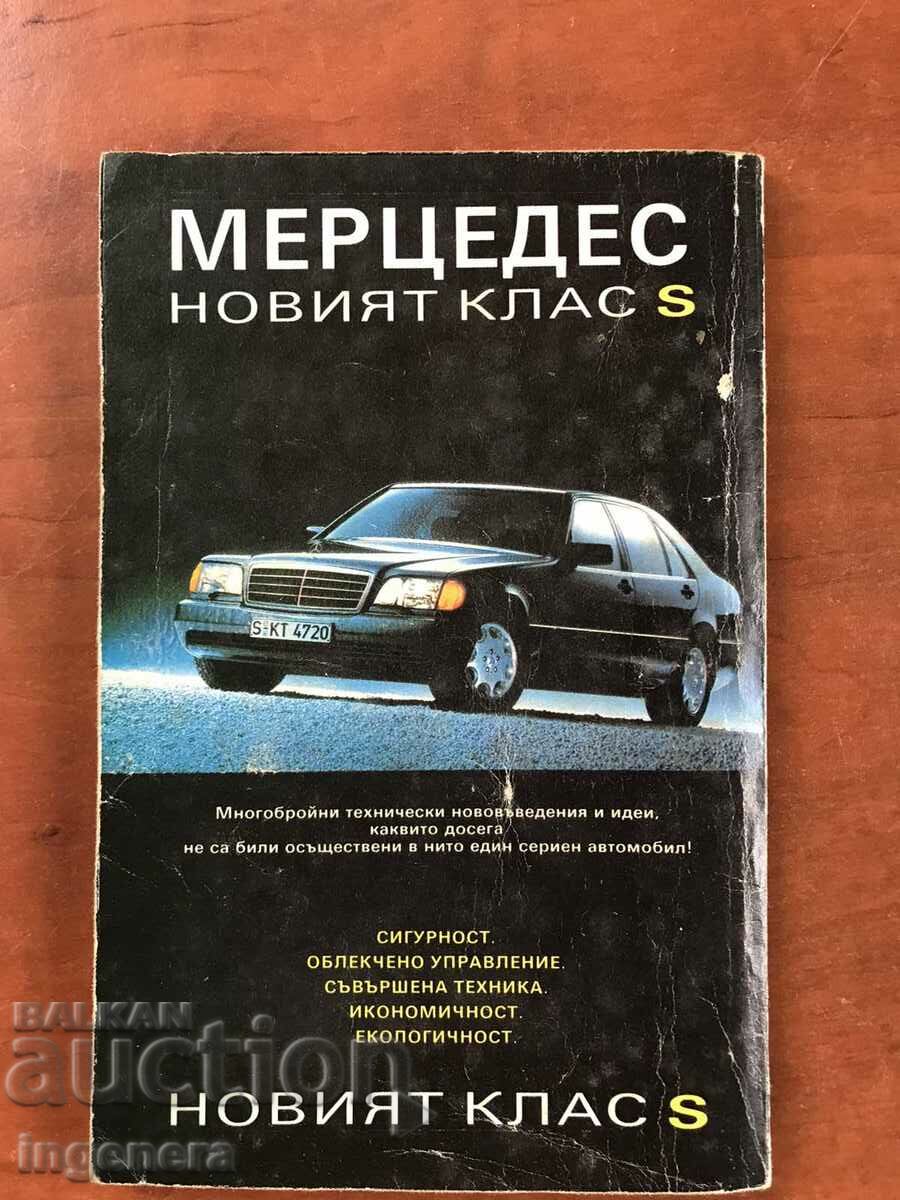 МЕРЦЕДЕС
НОВИЯТ КЛАС S
S-KT 4720
Многобройни технически нововъведения и идеи,
каквито досега
не са били осъществени в нито един сериен автомобил!
СИГУРНОСТ.
ОБЛЕКЧЕНО УПРАВЛЕНИЕ.
СЪВЪРШЕНА ТЕХНИКА.
ИКОНОМИЧНОСТ.
ЕКОЛОГИЧНОСТ.
НОВИЯТ КЛАС S
BALKAN
auction
ingenera